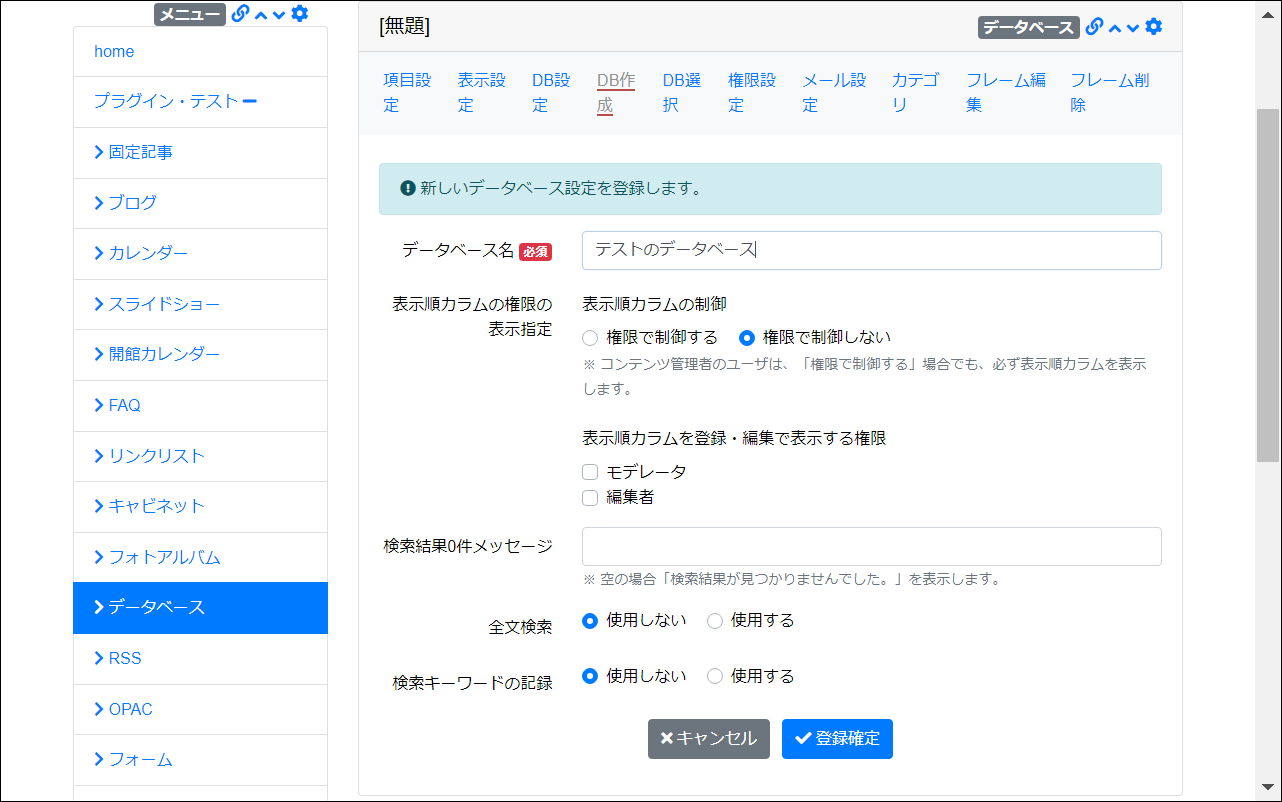 メニュー
home
プラグイン・テスト
固定記事
ブログ
カレンダー
スライドショー
開館カレンダー
FAQ
リンクリスト
キャビネット
フォトアルバム
データベース
RSS
OPAC
フォーム
[無題]
データベース
項目設定
表示設定
DB設定
DB作成
DB選択
権限設定
メール設定
カテゴリ
フレーム編集
フレーム削除
新しいデータベース設定を登録します。
データベース名 必須
テストのデータベース
表示順カラムの権限の
表示指定
表示順カラムの制御
権限で制御する 権限で制御しない
※ コンテンツ管理者のユーザは、「権限で制御する」場合でも、必ず表示順カラムを表示
します。
表示順カラムを登録・編集で表示する権限
モデレータ
編集者
検索結果0件メッセージ
※ 空の場合「検索結果が見つかりませんでした。」を表示します。
全文検索
使用しない 使用する
検索キーワードの記録
使用しない 使用する
キャンセル
登録確定